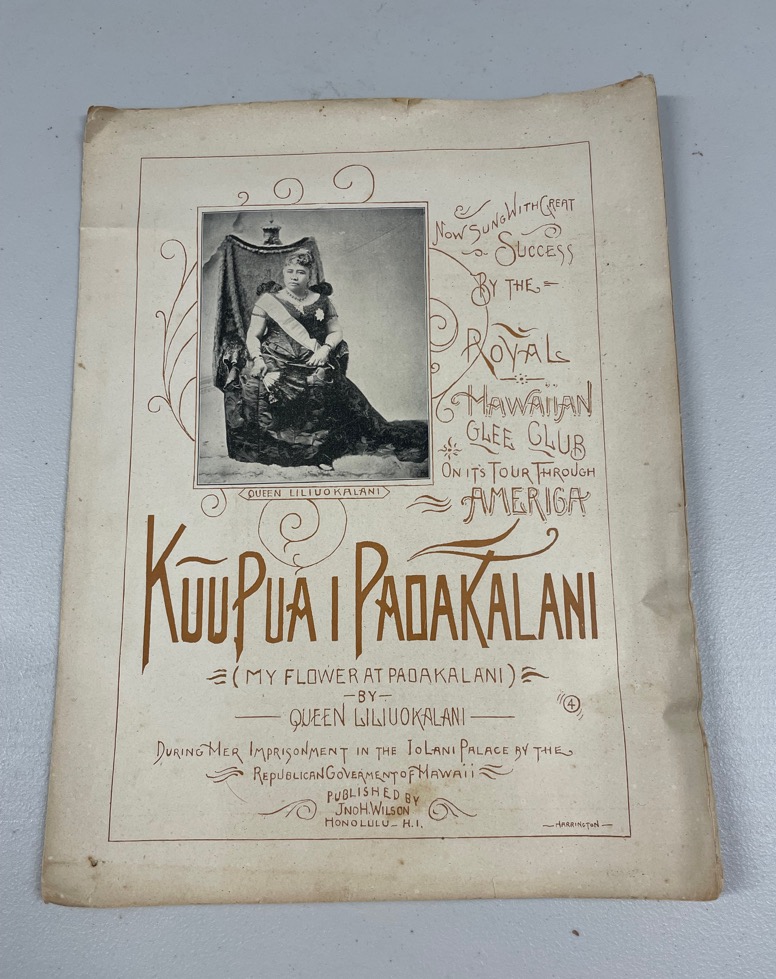 Now Sung With Great
Success
By the
Royal
Hawaiian
Glee Club
On it's Tour Through
America
Queen Liliuokalani
Kuu Pua I Paoakalani
(My Flower at Paoakalani)
-By-
Queen Liliuokalani
4
During Her Imprisonment in the Iolani Palace by the
Republican Goverment of Hawaii
Published by
Jno H. Wilson
Honolulu - H.I.
Harrington